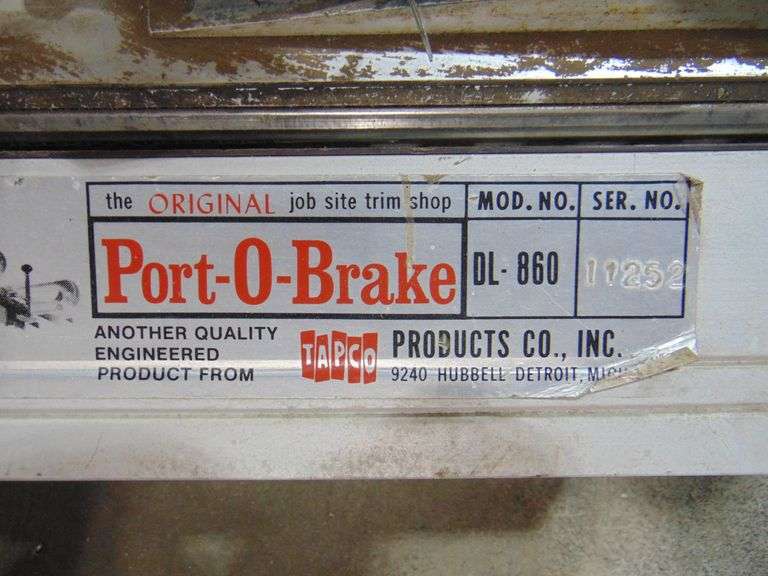 the ORIGINAL job site trim shop
MOD. NO.
SER. NO.
Port-O-Brake
DL-860
11252
ANOTHER QUALITY
ENGINEERED
PRODUCT FROM
TAPCO
PRODUCTS CO., INC.
9240 HUBBELL DETROIT,